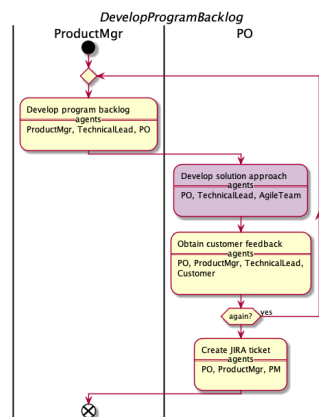 DevelopProgramBacklog
ProductMgr
PO
Develop program backlog
agents
ProductMgr, TechnicalLead, PO
Develop solution approach
agents
PO, TechnicalLead, AgileTeam
Obtain customer feedback
agents
PO, ProductMgr, TechnicalLead,
Customer
again?
yes
Create JIRA ticket
agents
PO, ProductMgr, PM